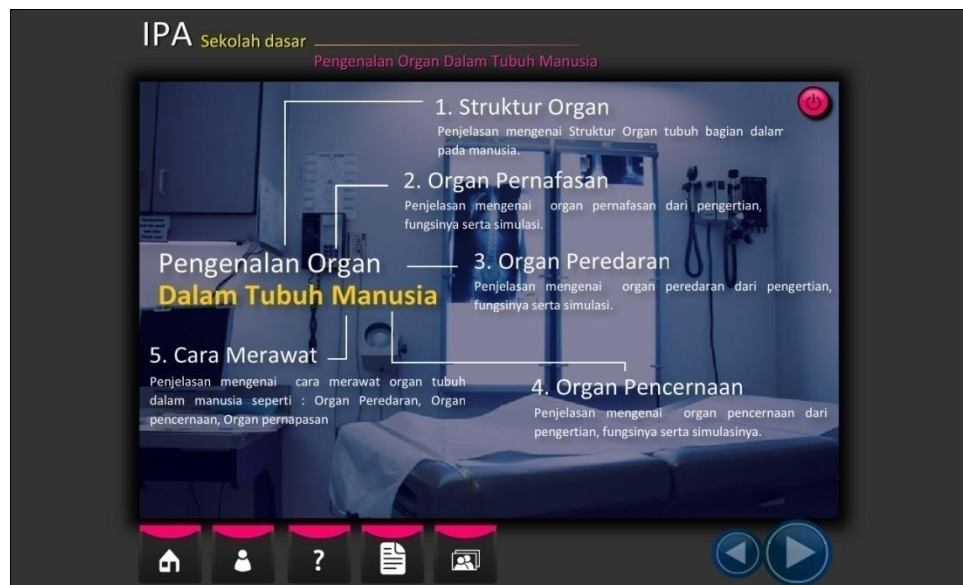 IPA Sekolah dasar
Pengenalan Organ Dalam Tubuh Manusia
1. Struktur Organ
Penjelasan mengenai Struktur Organ tubuh bagian dalam
pada manusia.
2. Organ Pernafasan
Penjelasan mengenai organ pernafasan dari pengertian,
fungsinya serta simulasi.
Pengenalan Organ
Dalam Tubuh Manusia
3. Organ Peredaran
Penjelasan mengenai organ peredaran dari pengertian,
fungsinya serta simulasi.
5. Cara Merawat
Penjelasan mengenai cara merawat organ tubuh
dalam manusia seperti : Organ Peredaran, Organ
pencernaan, Organ pernapasan
4. Organ Pencernaan
Penjelasan mengenai organ pencernaan dari
pengertian, fungsinya serta simulasinya.
?